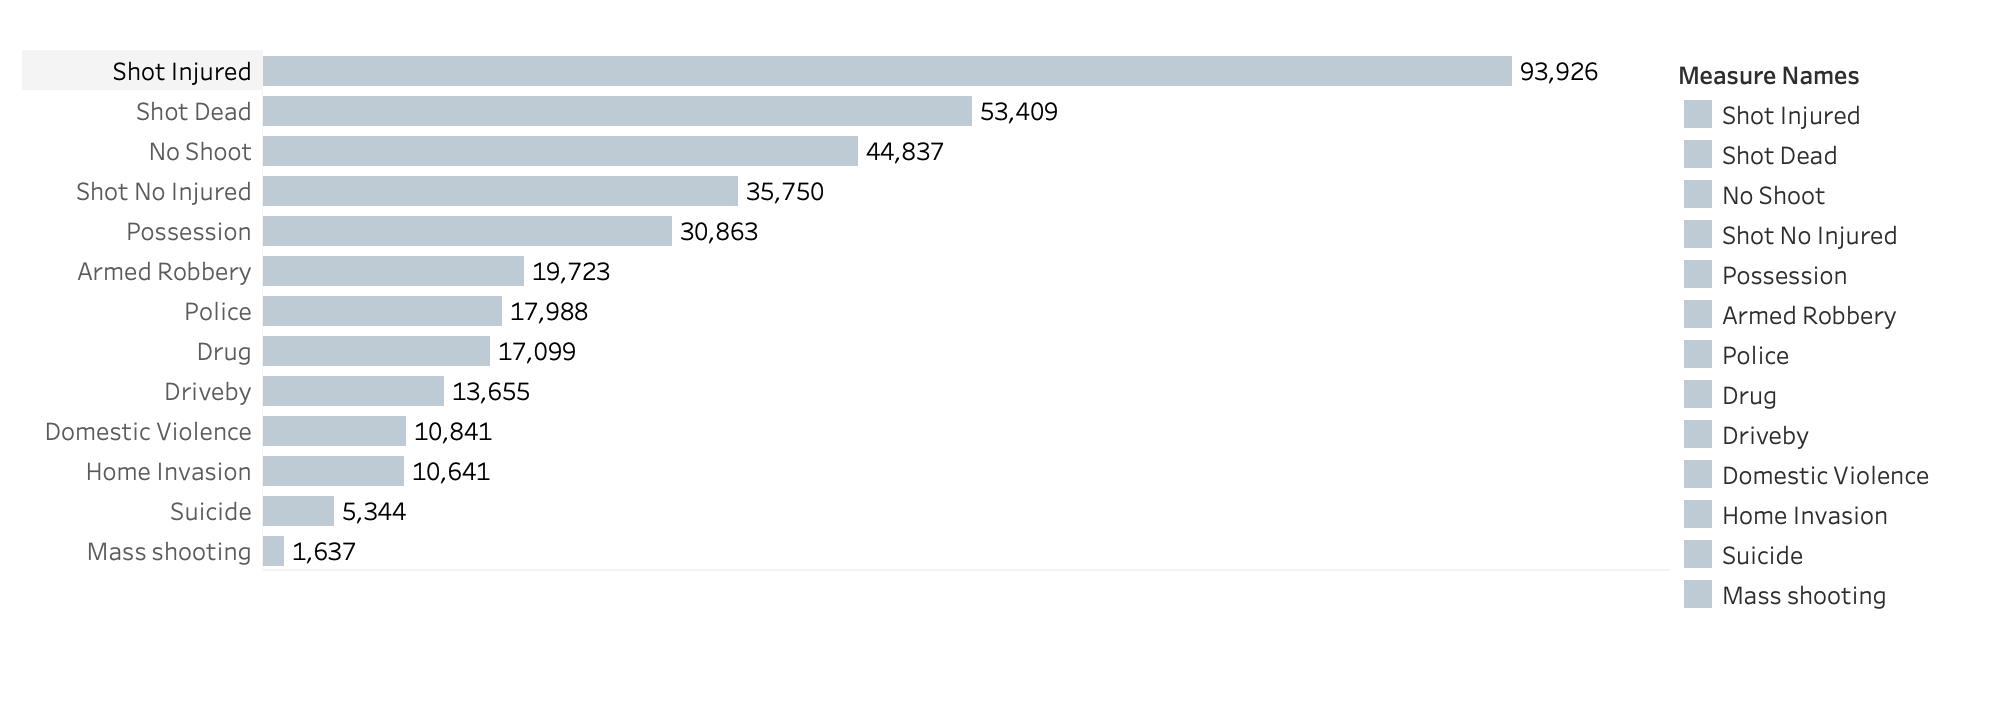 Shot Injured 93,926
Shot Dead 53,409
No Shoot 44,837
Shot No Injured 35,750
Possession 30,863
Armed Robbery 19,723
Police 17,988
Drug 17,099
Driveby 13,655
Domestic Violence 10,841
Home Invasion 10,641
Suicide 5,344
Mass shooting 1,637
Measure Names
Shot Injured
Shot Dead
No Shoot
Shot No Injured
Possession
Armed Robbery
Police
Drug
Driveby
Domestic Violence
Home Invasion
Suicide
Mass shooting